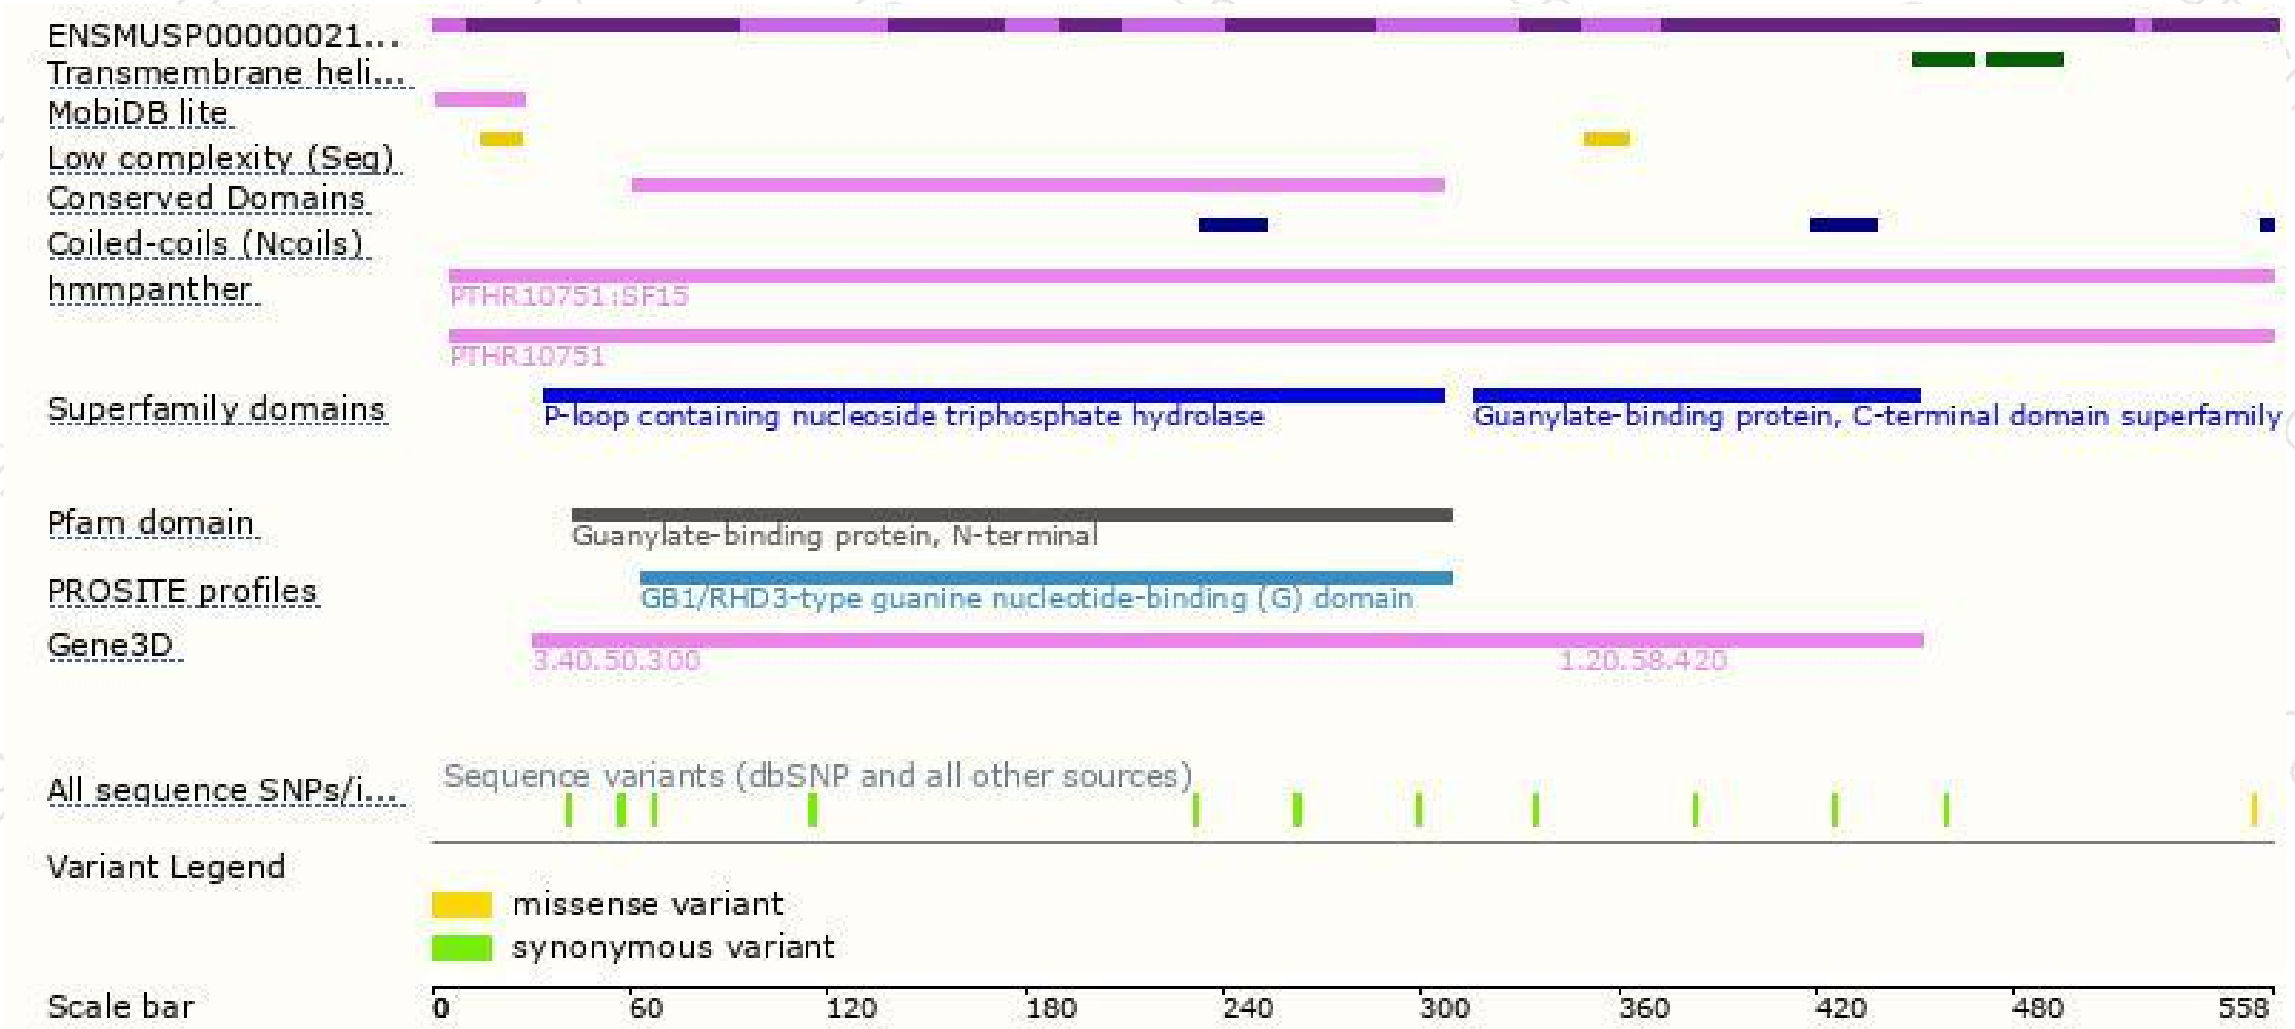 ENSMUSP00000021...
Transmembrane heli...
MobiDB lite
Low complexity (Seg)
Conserved Domains
Coiled-coils (Ncoils)
hmmpanther
PTHR10751:SF15
PTHR10751
Superfamily domains
P-loop containing nucleoside triphosphate hydrolase
Guanylate-binding protein, C-terminal domain superfamily
Pfam domain
Guanylate-binding protein, N-terminal
PROSITE profiles
GB1/RHD3-type guanine nucleotide-binding (G) domain
Gene3D
3.40.50.300
1.20.58.420
Sequence variants (dbSNP and all other sources)
All sequence SNPs/i...
Variant Legend
missense variant
synonymous variant
Scale bar
0 60 120 180 240 300 360 420 480 558